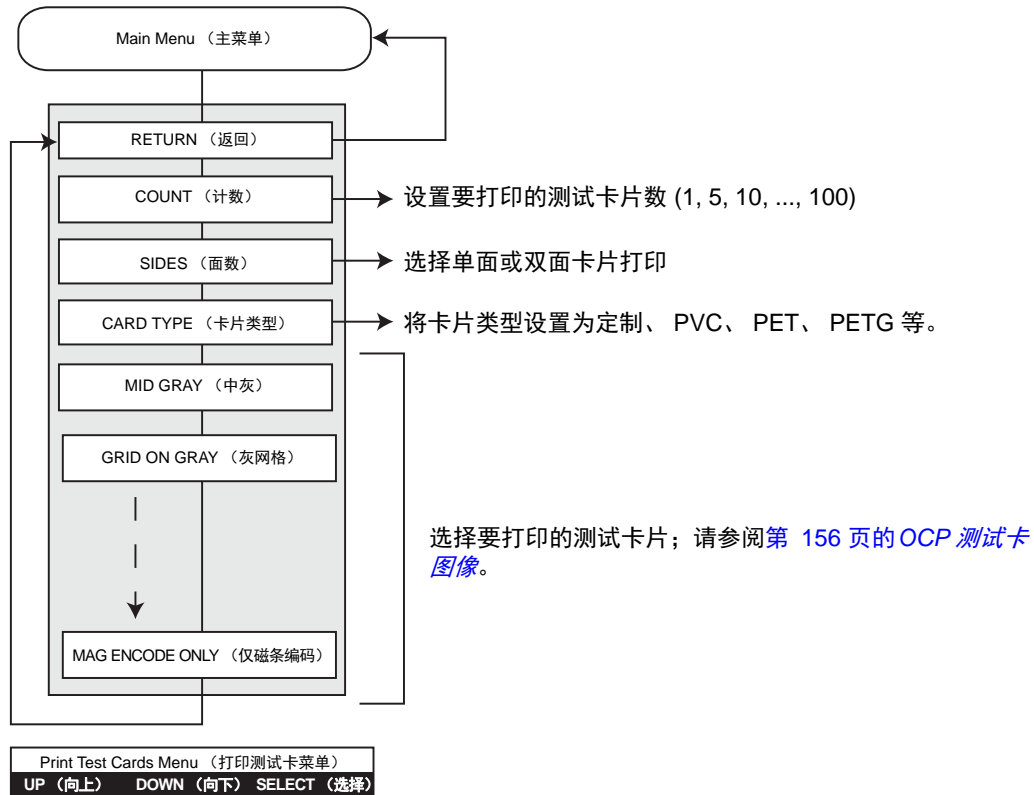 Main Menu （主菜单）
RETURN （返回）
COUNT （计数）
设置要打印的测试卡片数 (1, 5, 10, ..., 100)
SIDES （面数）
选择单面或双面卡片打印
CARD TYPE （卡片类型）
将卡片类型设置为定制、 PVC、 PET、 PETG 等。
MID GRAY （中灰）
GRID ON GRAY （灰网格）
选择要打印的测试卡片；请参阅第 156 页的OCP 测试卡
图像。
MAG ENCODE ONLY （仅磁条编码）
Print Test Cards Menu （打印测试卡菜单）
UP （向上） DOWN （向下） SELECT （选择）